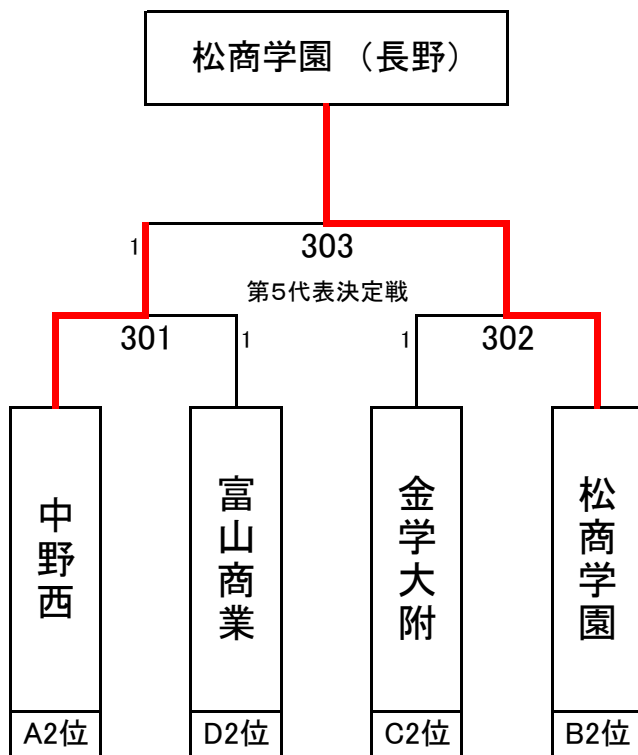 松商学園 （長野）
1
303
第5代表決定戦
301
1
1
302
中野西
富山商業
金学大附
松商学園
A2位
D2位
C2位
B2位